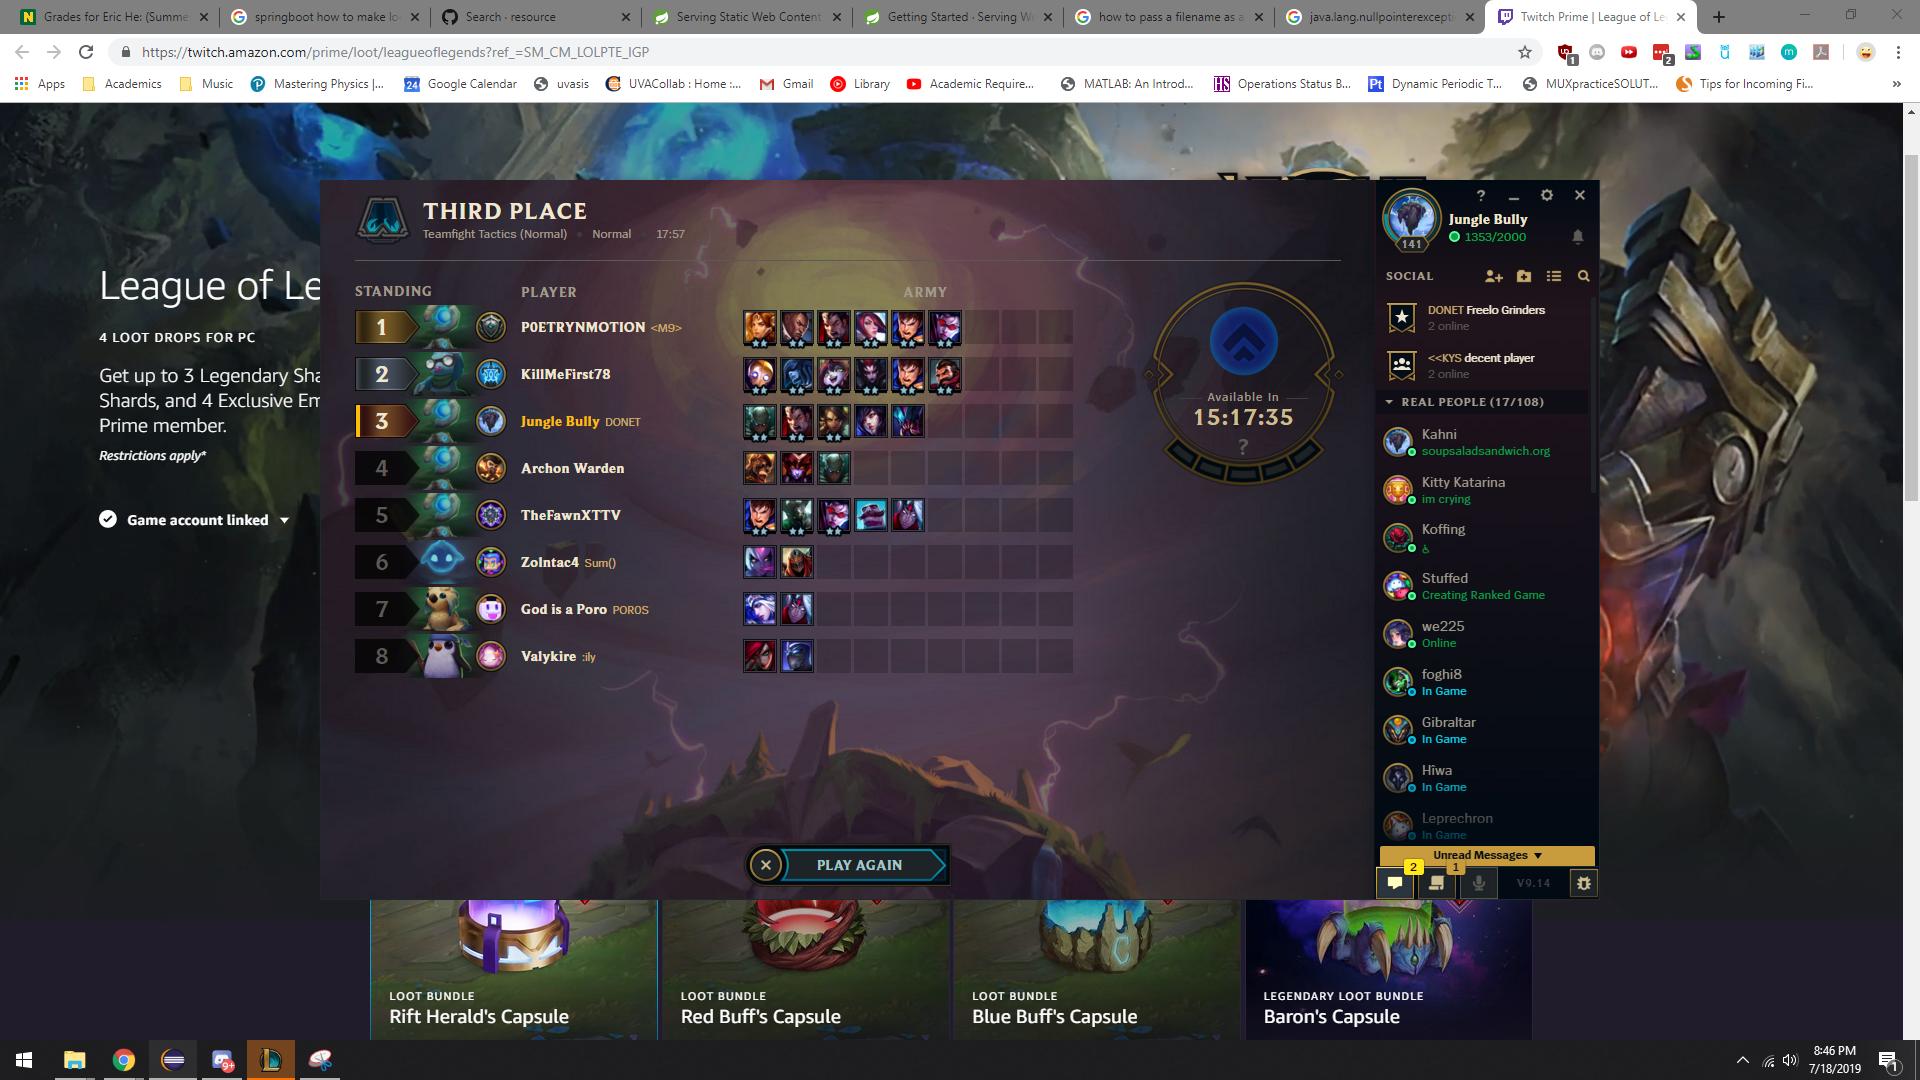 Grades for Eric He: (Summe
springboot how to make lo
Search · resource
Serving Static Web Content
Getting Started · Serving W
how to pass a filename as a
java.lang.nullpointerexcept
Twitch Prime | League of Le
https://twitch.amazon.com/prime/loot/leagueoflegends?ref_=SM_CM_LOLPTE_IGP
1
2
Apps
Academics
Music
Mastering Physics |...
24
Google Calendar
uvasis
UVACollab : Home :...
Gmail
Library
Academic Require...
MATLAB: An Introd...
Operations Status B...
Pt
Dynamic Periodic T...
MUXpracticeSOLUT...
Tips for Incoming Fi...
»
League of Le
4 LOOT DROPS FOR PC
Get up to 3 Legendary Sha
Shards, and 4 Exclusive Em
Prime member.
Restrictions apply*
Game account linked
THIRD PLACE
Teamfight Tactics (Normal) • Normal • 17:57
STANDING PLAYER ARMY
1 P0ETRYNMOTION <M9>
2 KillMeFirst78
3 Jungle Bully DONET
4 Archon Warden
5 TheFawnXTTV
6 Zolntac4 Sum()
7 God is a Poro POROS
8 Valykire :ily
Available In
15:17:35
?
PLAY AGAIN
?
Jungle Bully
1353/2000
141
SOCIAL
DONET Freelo Grinders
2 online
<<KYS decent player
2 online
REAL PEOPLE (17/108)
Kahni
soupsaladsandwich.org
Kitty Katarina
im crying
Koffing
♿
Stuffed
Creating Ranked Game
we225
Online
foghi8
In Game
Gibraltar
In Game
Hîwa
In Game
Leprechron
In Game
Unread Messages
2
1
V9.14
LOOT BUNDLE
Rift Herald's Capsule
LOOT BUNDLE
Red Buff's Capsule
LOOT BUNDLE
Blue Buff's Capsule
LEGENDARY LOOT BUNDLE
Baron's Capsule
9+
8:46 PM
7/18/2019
1